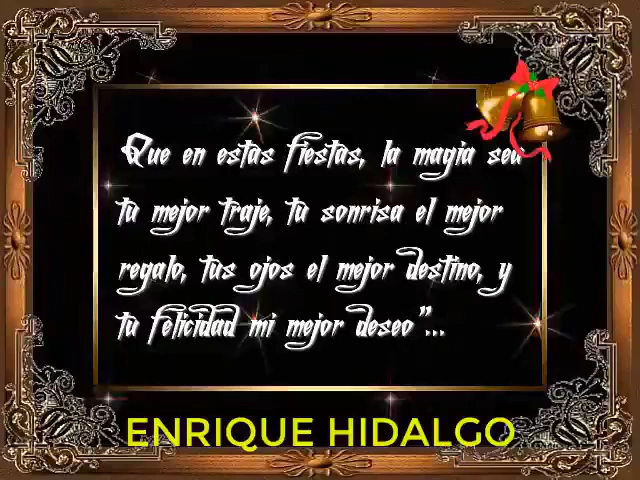 Que en estas fiestas, la magia sea
tu mejor traje, tu sonrisa el mejor
regalo, tus ojos el mejor destino, y
tu felicidad mi mejor deseo"...
ENRIQUE HIDALGO